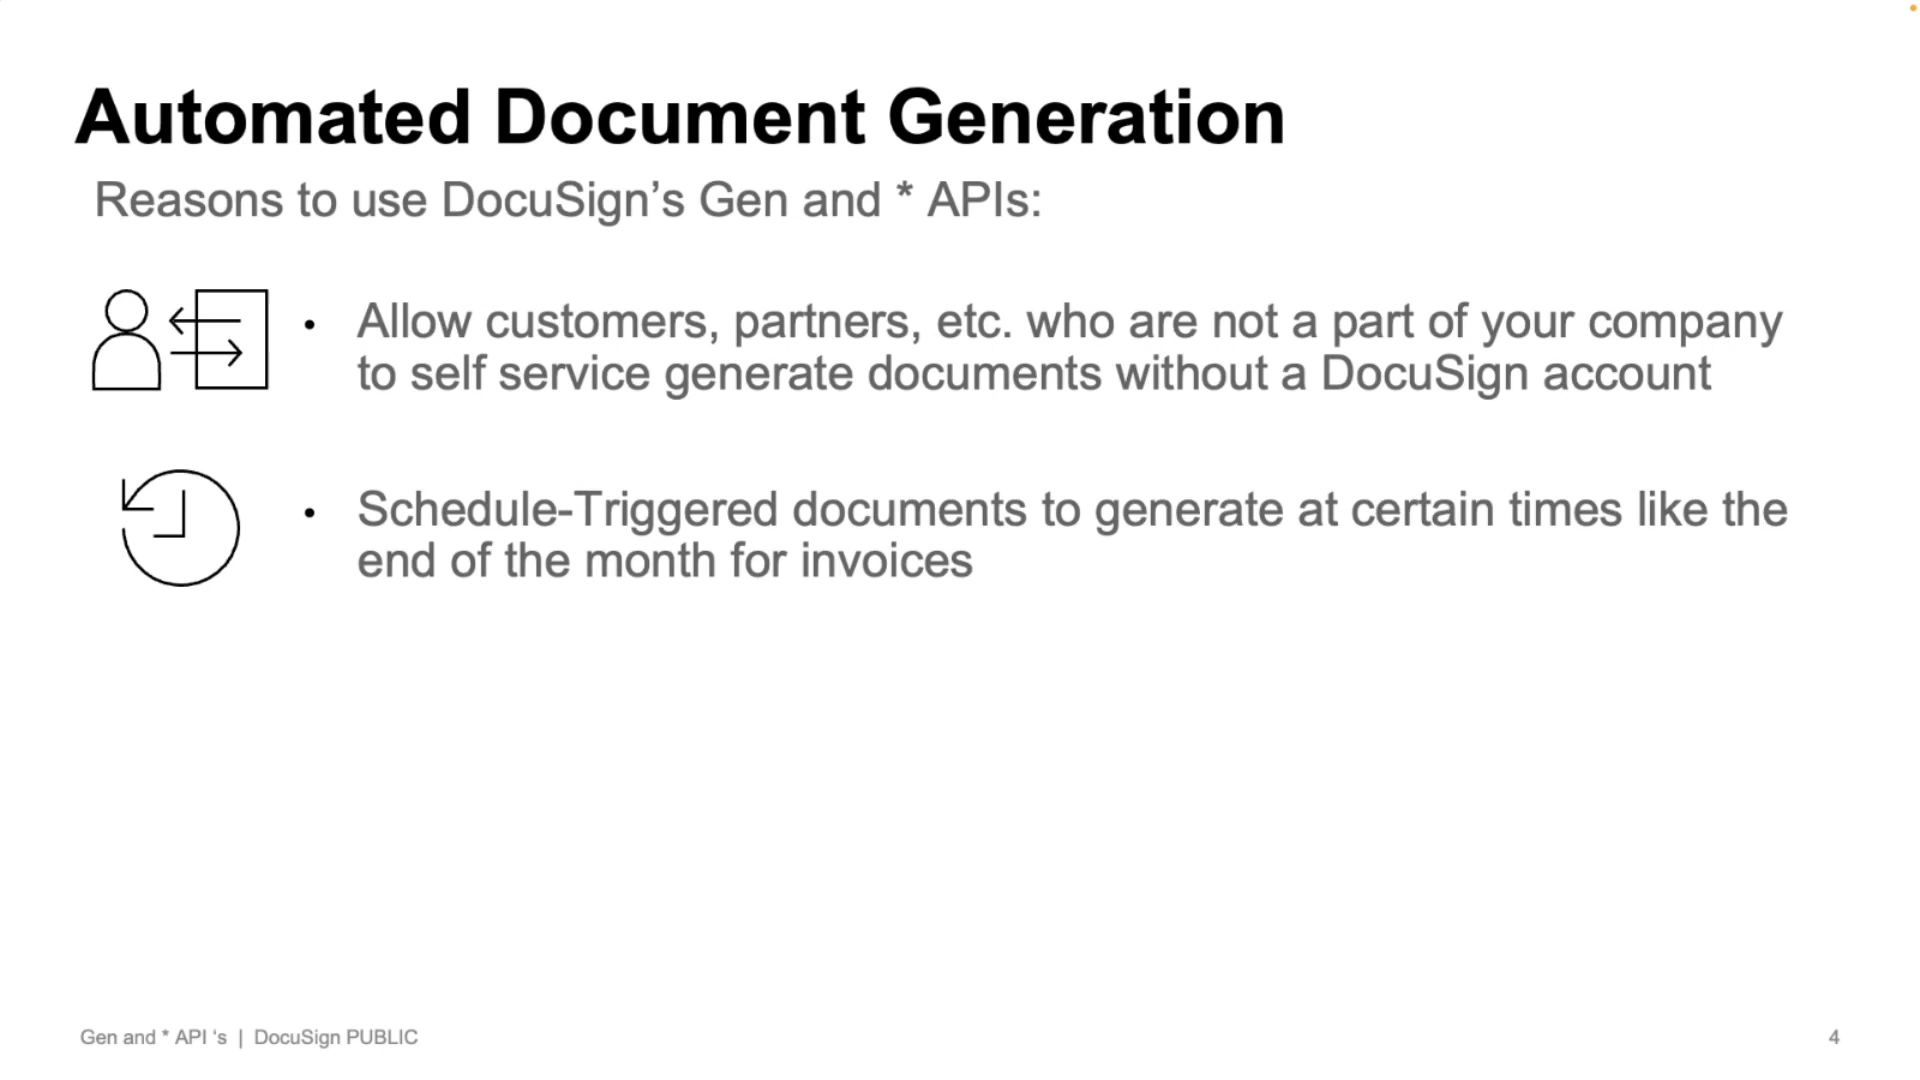 Automated Document Generation
Reasons to use DocuSign’s Gen and * APIs:
• Allow customers, partners, etc. who are not a part of your company
to self service generate documents without a DocuSign account
• Schedule-Triggered documents to generate at certain times like the
end of the month for invoices
Gen and * API ‘s | DocuSign PUBLIC
4